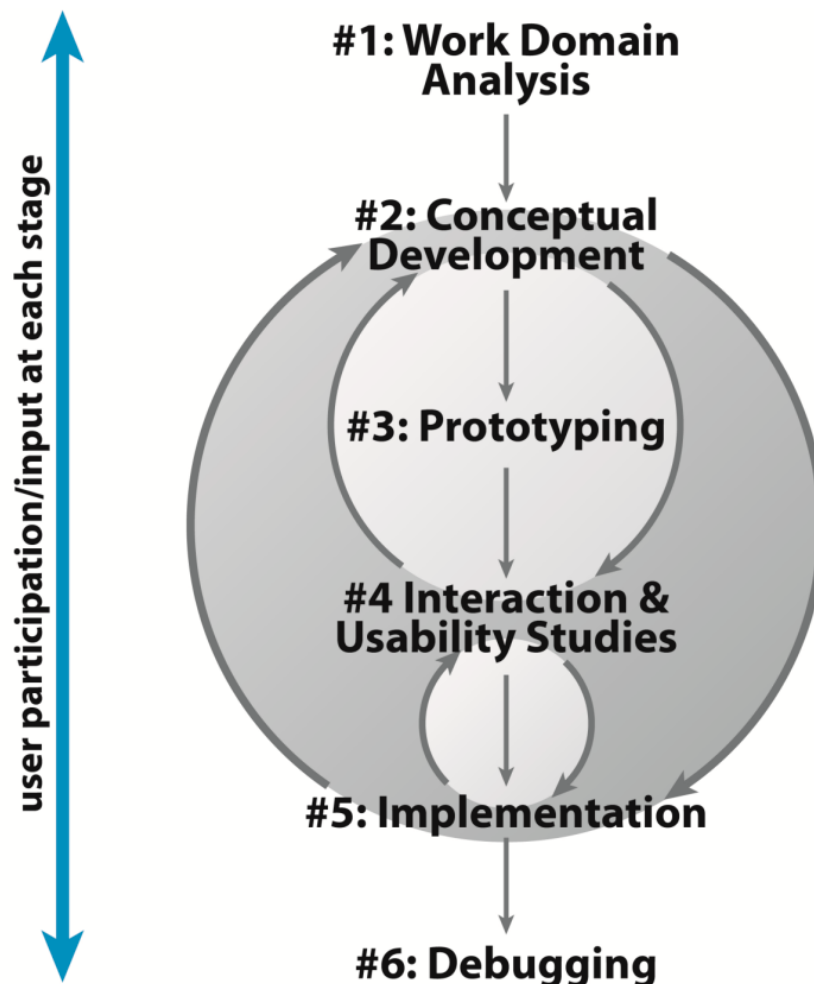 user participation/input at each stage
#1: Work Domain
Analysis
#2: Conceptual
Development
#3: Prototyping
#4 Interaction &
Usability Studies
#5: Implementation
#6: Debugging